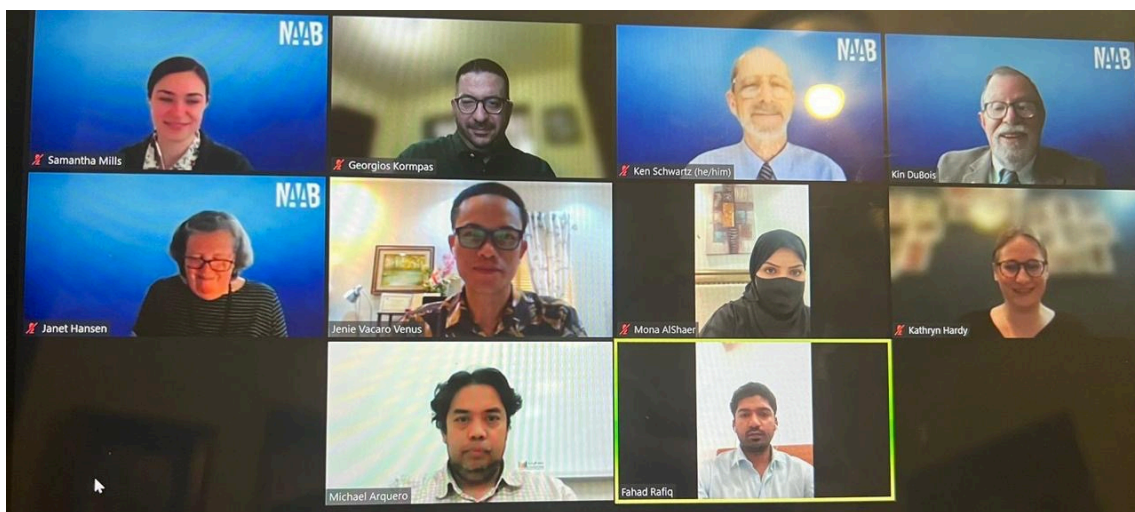 NAAB
Samantha Mills
Georgios Kormpas
NAAB
Ken Schwartz (he/him)
NAAB
Kin DuBois
NAAB
Janet Hansen
Jenie Vacaro Venus
Mona AlShaer
Kathryn Hardy
Michael Arquero
Fahad Rafiq